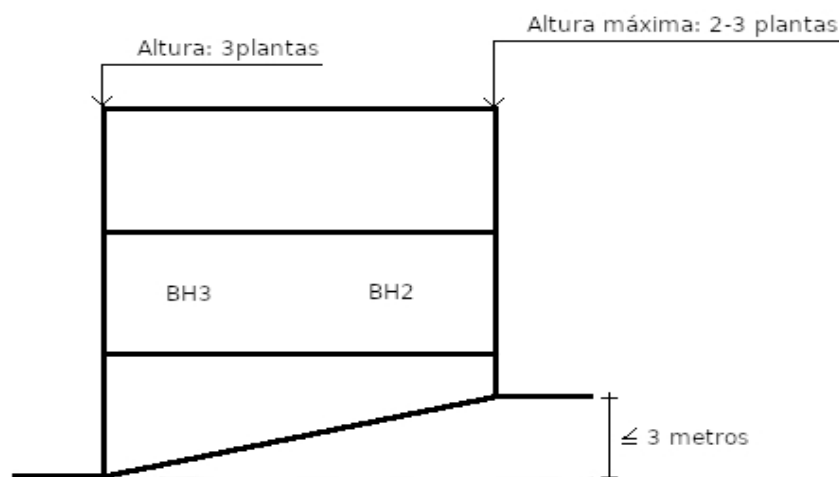 Altura máxima: 2-3 plantas
Altura: 3plantas
BH3
BH2
≤ 3 metros